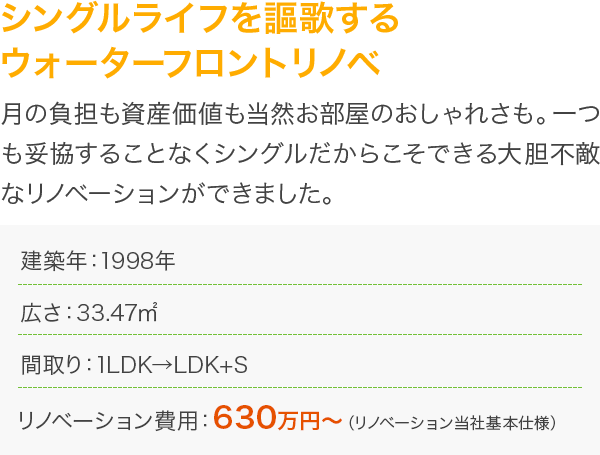 シングルライフを謳歌する
ウォーターフロントリノベ
月の負担も資産価値も当然お部屋のおしゃれさも。一つ
も妥協することなくシングルだからこそできる大胆不敵
なリノベーションができました。
建築年：1998年
広さ：33.47㎡
間取り：1LDK→LDK+S
リノベーション費用：630万円〜（リノベーション当社基本仕様）